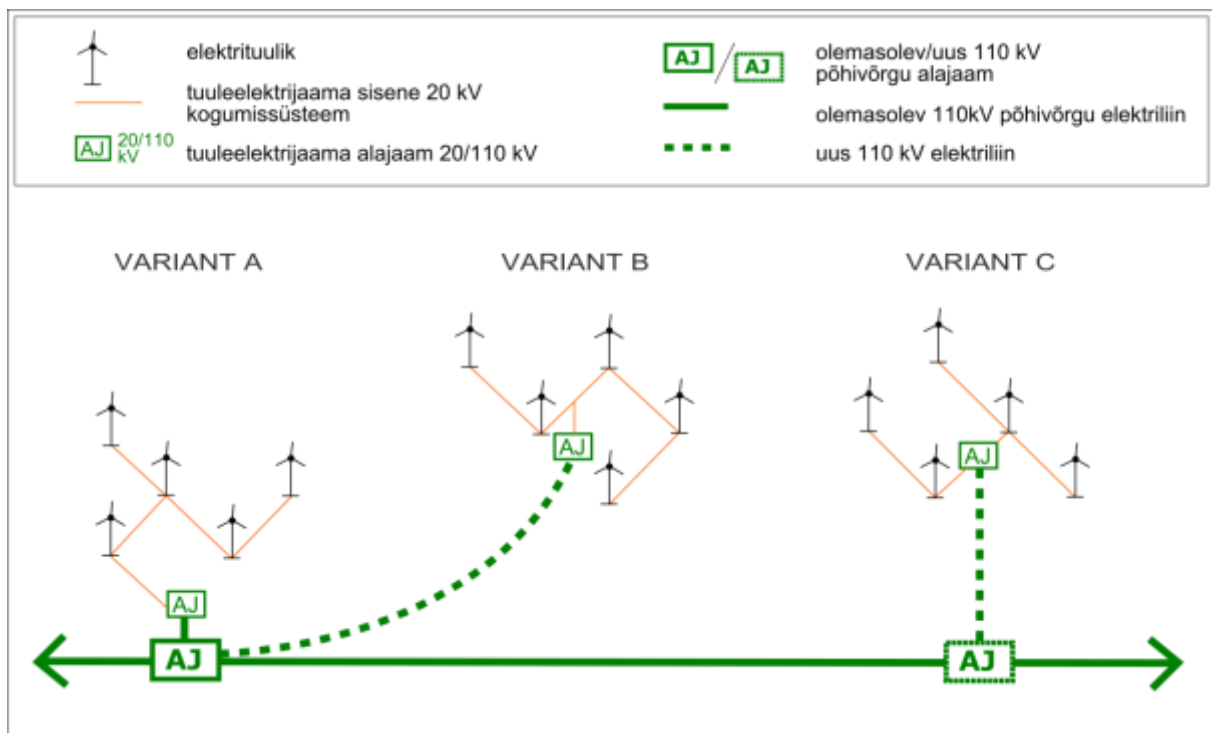 elektrituulik
tuuleelektrijaama sisene 20 kV
kogumissüsteem
AJ 20/110 kV
tuuleelektrijaama alajaam 20/110 kV
AJ / AJ
olemasolev/uus 110 kV
põhivõrgu alajaam
olemasolev 110kV põhivõrgu elektriliin
uus 110 kV elektriliin
VARIANT A
VARIANT B
VARIANT C
AJ
AJ
AJ
AJ
AJ